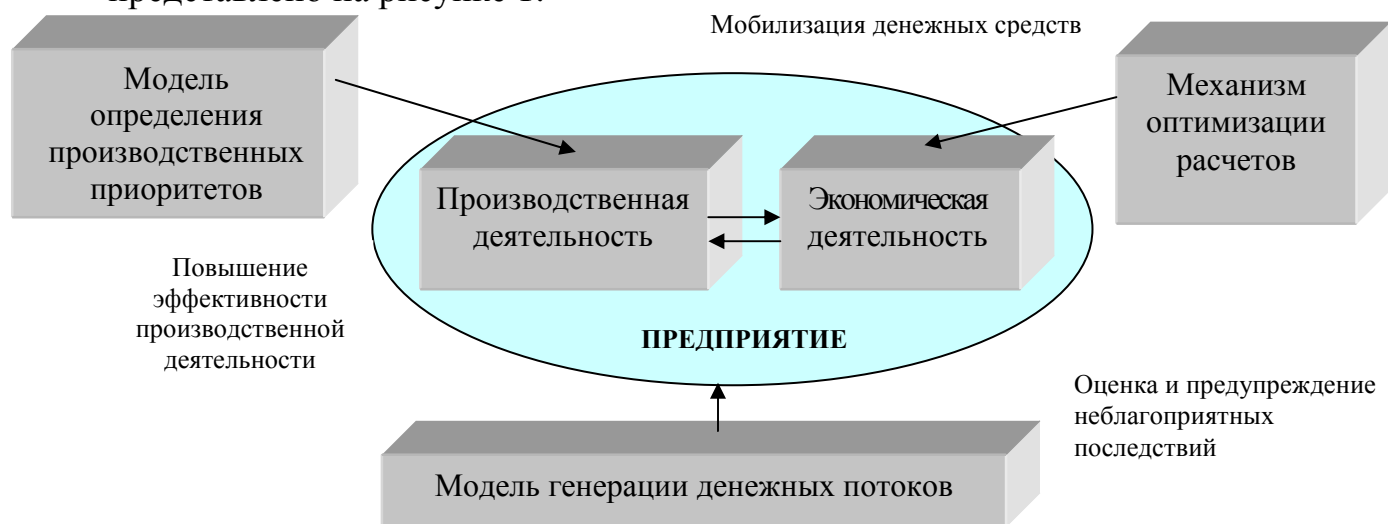 представлено на рисунке 1.
Мобилизация денежных средств
Модель
определения
производственных
приоритетов
Механизм
оптимизации
расчетов
Производственная
деятельность
Экономическая
деятельность
Повышение
эффективности
производственной
деятельности
ПРЕДПРИЯТИЕ
Оценка и предупреждение
неблагоприятных
последствий
Модель генерации денежных потоков